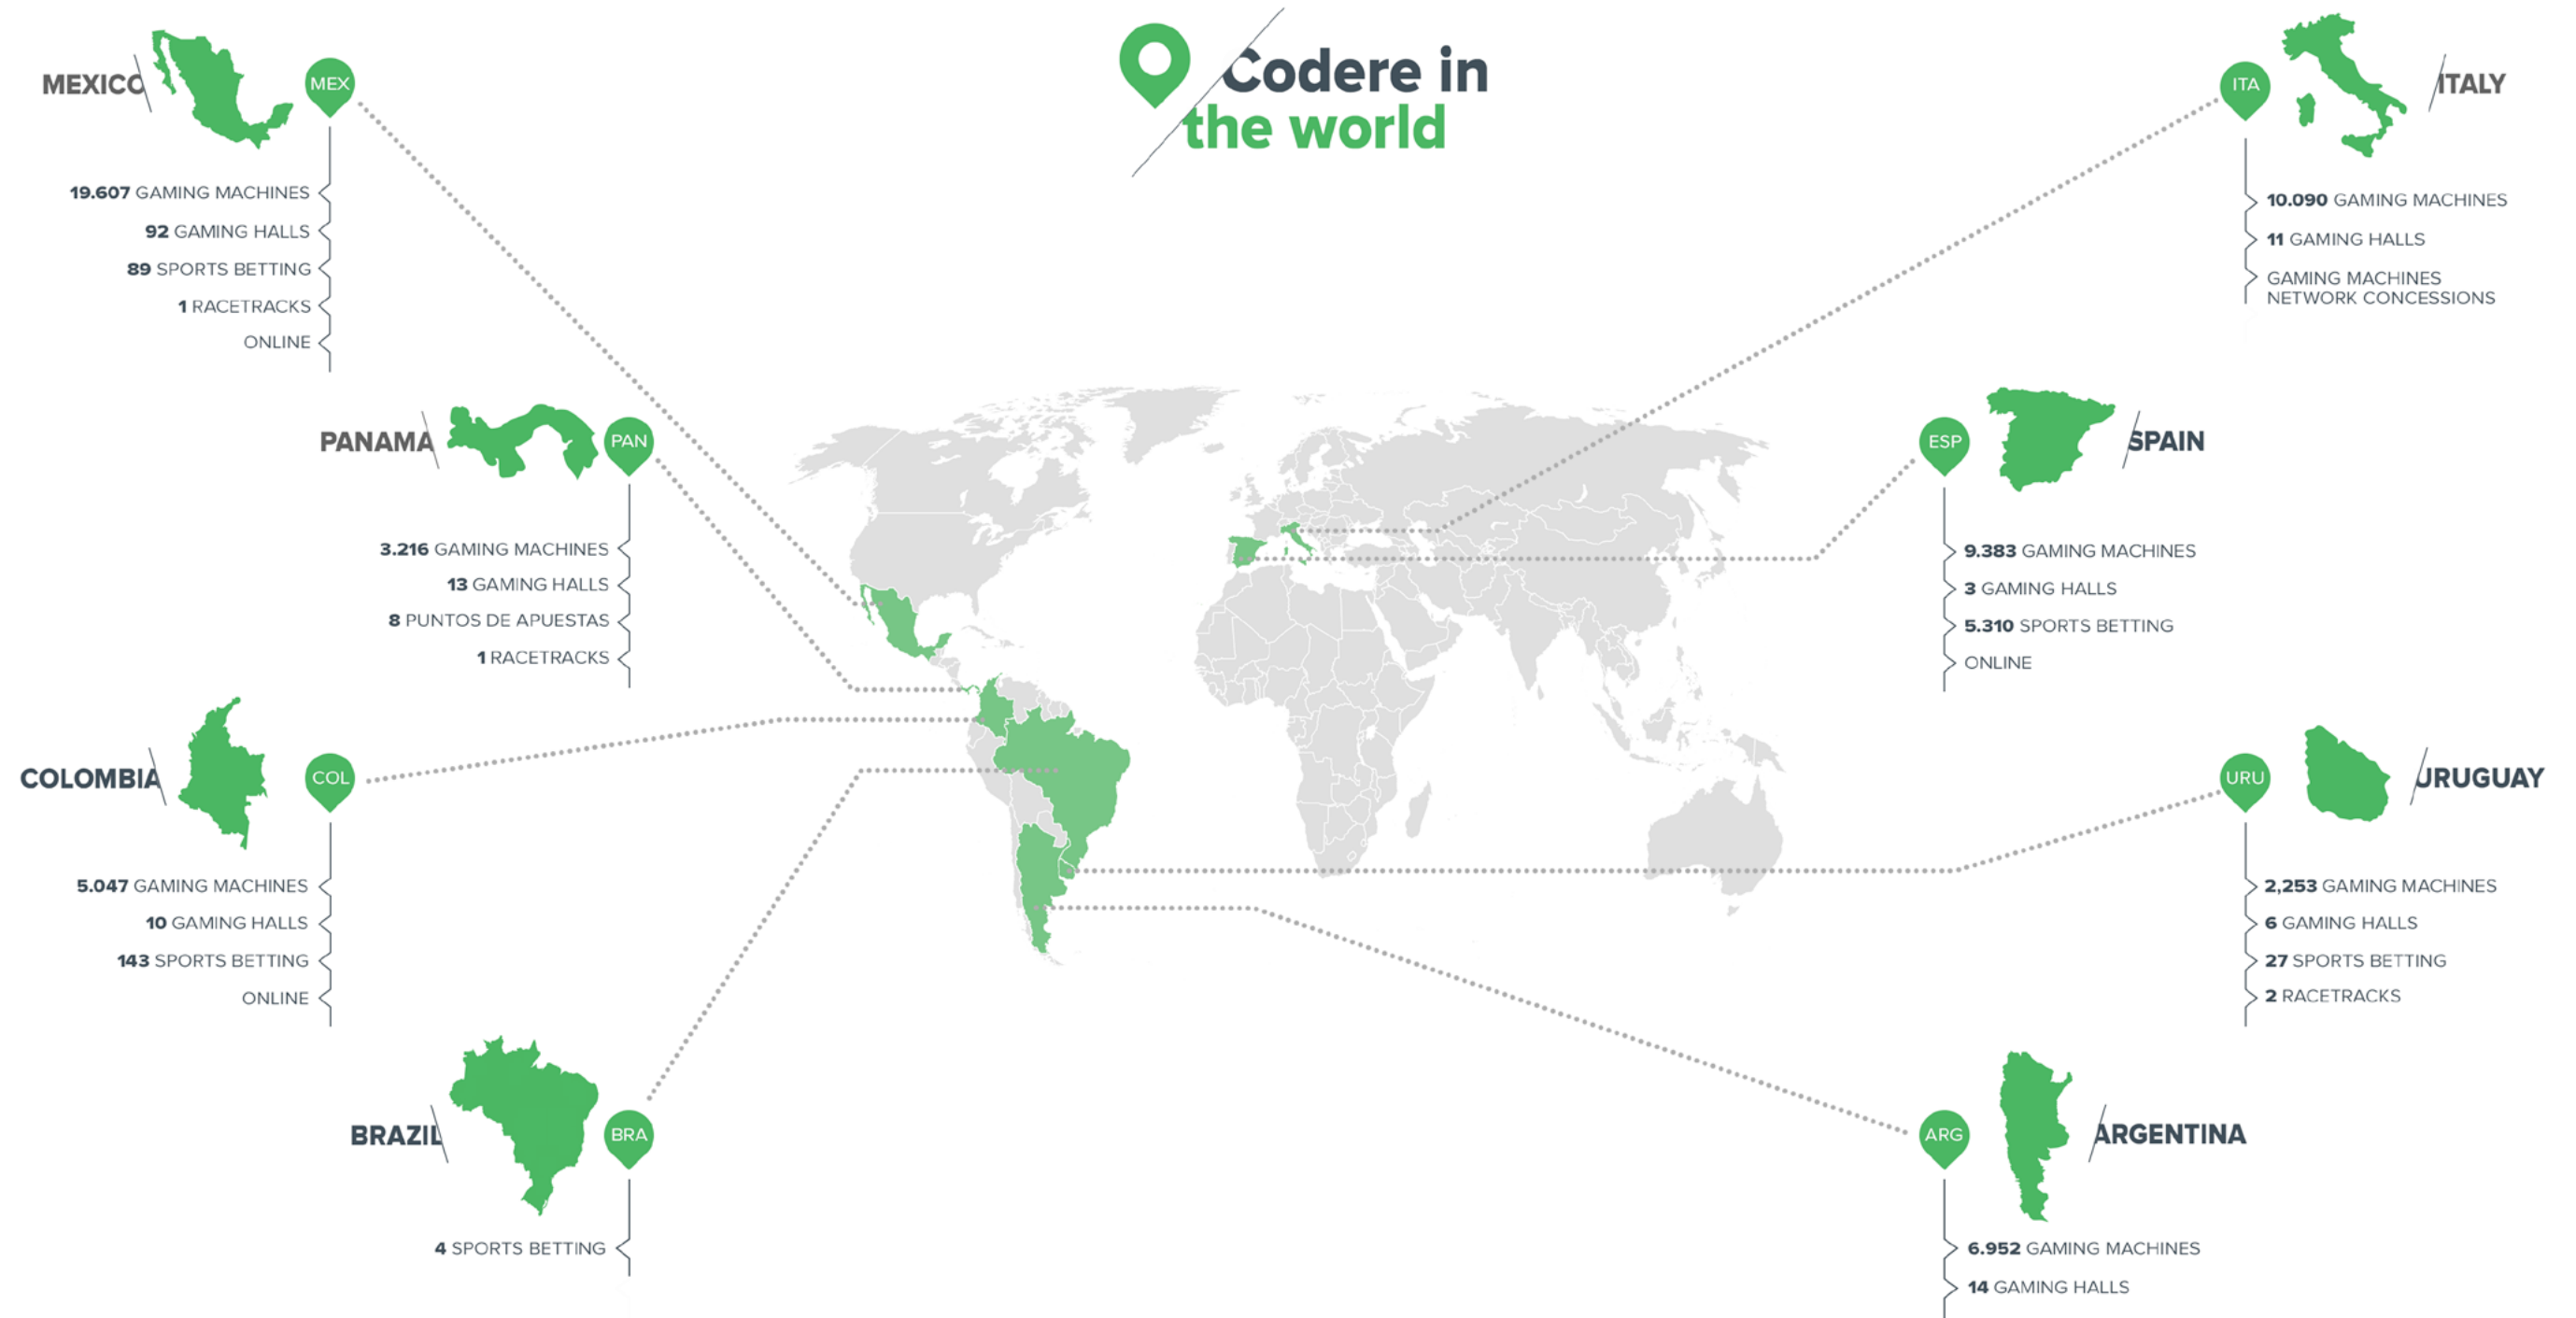 Codere in
the world
MEXICO
MEX
19.607 GAMING MACHINES
92 GAMING HALLS
89 SPORTS BETTING
1 RACETRACKS
ONLINE
PANAMA
PAN
3.216 GAMING MACHINES
13 GAMING HALLS
8 PUNTOS DE APUESTAS
1 RACETRACKS
COLOMBIA
COL
5.047 GAMING MACHINES
10 GAMING HALLS
143 SPORTS BETTING
ONLINE
BRAZIL
BRA
4 SPORTS BETTING
ITA
ITALY
10.090 GAMING MACHINES
11 GAMING HALLS
GAMING MACHINES
NETWORK CONCESSIONS
ESP
SPAIN
9.383 GAMING MACHINES
3 GAMING HALLS
5.310 SPORTS BETTING
ONLINE
URU
URUGUAY
2,253 GAMING MACHINES
6 GAMING HALLS
27 SPORTS BETTING
2 RACETRACKS
ARG
ARGENTINA
6.952 GAMING MACHINES
14 GAMING HALLS